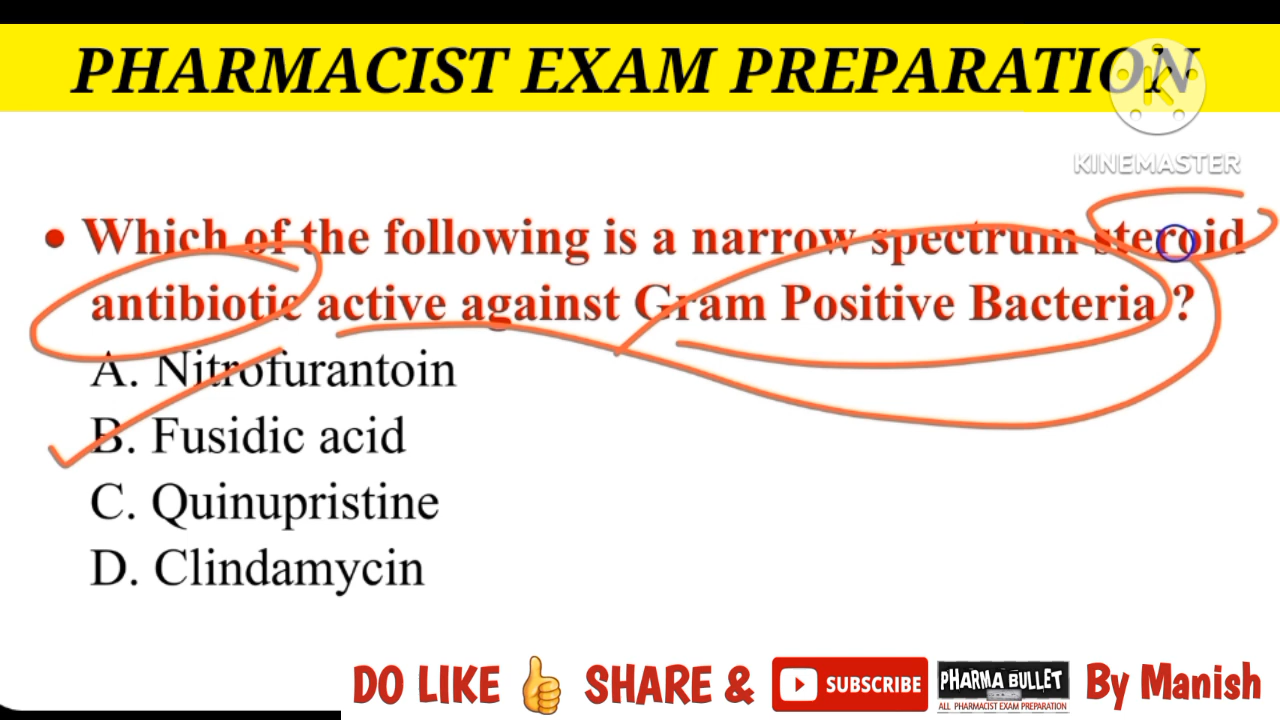 PHARMACIST EXAM PREPARATION
KINEMASTER
• Which of the following is a narrow spectrum steroid
antibiotic active against Gram Positive Bacteria ?
A. Nitrofurantoin
B. Fusidic acid
C. Quinupristine
D. Clindamycin
DO LIKE 👍 SHARE & SUBSCRIBE PHARMA BULLET By Manish
ALL PHARMACIST EXAM PREPARATION